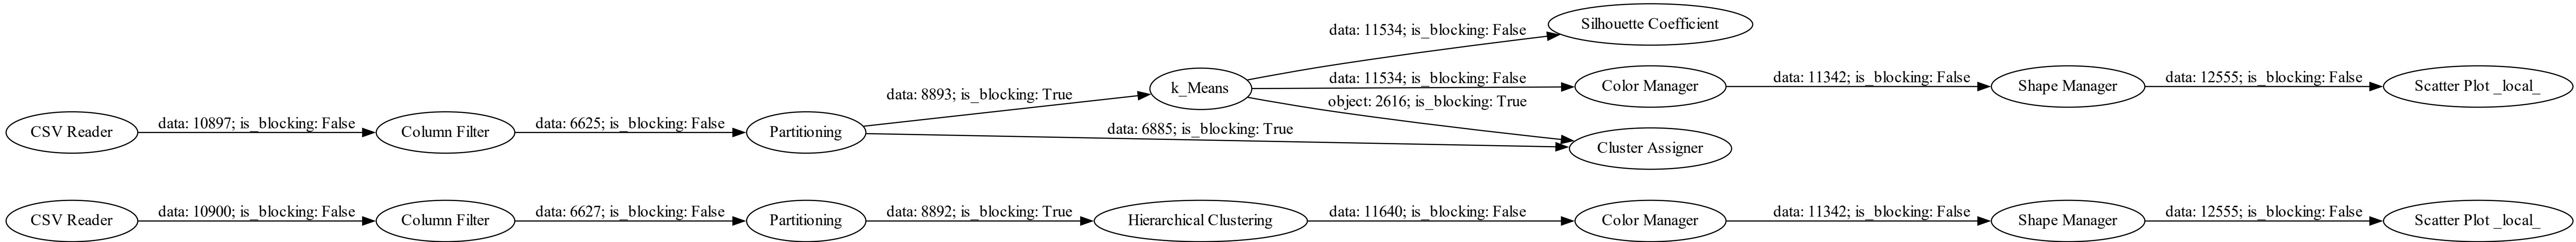 Silhouette Coefficient
data: 11534; is_blocking: False
k_Means
data: 11534; is_blocking: False
Color Manager
data: 11342; is_blocking: False
Shape Manager
data: 12555; is_blocking: False
Scatter Plot _local_
data: 8893; is_blocking: True
object: 2616; is_blocking: True
CSV Reader
data: 10897; is_blocking: False
Column Filter
data: 6625; is_blocking: False
Partitioning
data: 6885; is_blocking: True
Cluster Assigner
CSV Reader
data: 10900; is_blocking: False
Column Filter
data: 6627; is_blocking: False
Partitioning
data: 8892; is_blocking: True
Hierarchical Clustering
data: 11640; is_blocking: False
Color Manager
data: 11342; is_blocking: False
Shape Manager
data: 12555; is_blocking: False
Scatter Plot _local_